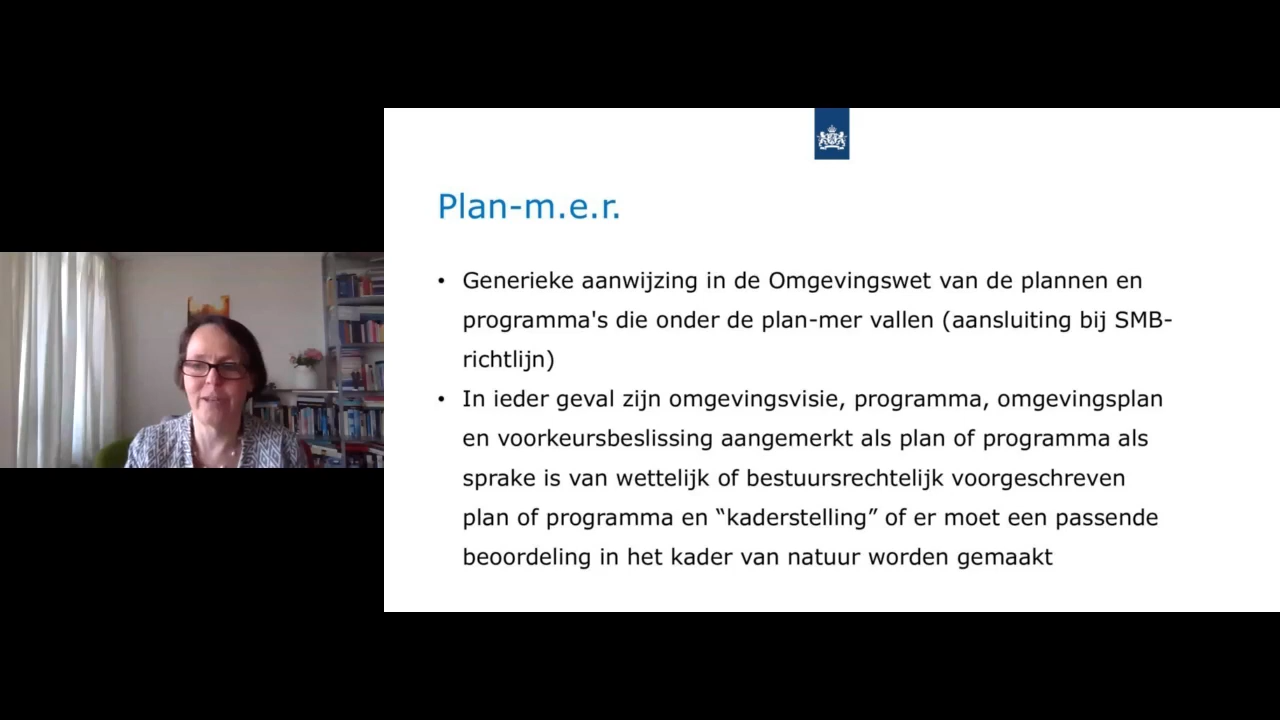 Plan-m.e.r.
• Generieke aanwijzing in de Omgevingswet van de plannen en
programma's die onder de plan-mer vallen (aansluiting bij SMB-
richtlijn)
• In ieder geval zijn omgevingsvisie, programma, omgevingsplan
en voorkeursbeslissing aangemerkt als plan of programma als
sprake is van wettelijk of bestuursrechtelijk voorgeschreven
plan of programma en “kaderstelling” of er moet een passende
beoordeling in het kader van natuur worden gemaakt